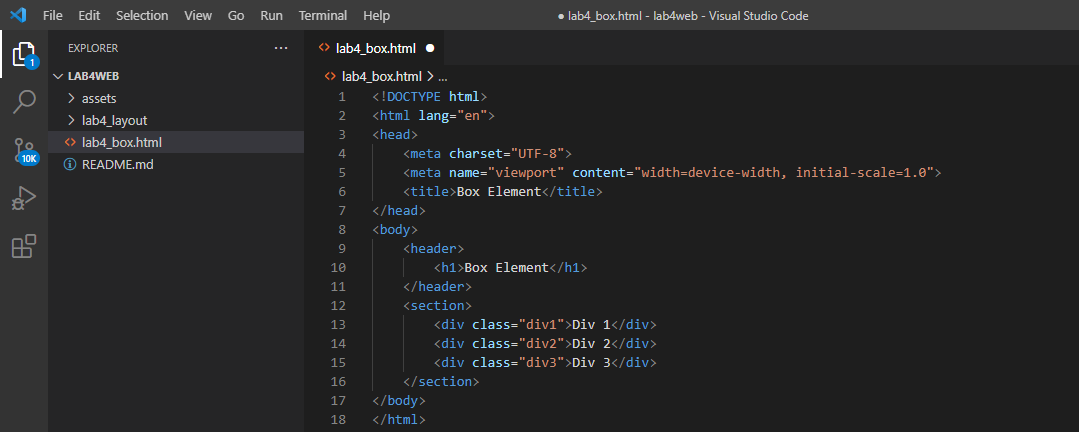 File Edit Selection View Go Run Terminal Help ● lab4_box.html - lab4web - Visual Studio Code
EXPLORER ...
lab4_box.html ●
1
LAB4WEB
assets
lab4_layout
lab4_box.html
README.md
10K
lab4_box.html > ...
1 <!DOCTYPE html>
2 <html lang="en">
3 <head>
4     <meta charset="UTF-8">
5     <meta name="viewport" content="width=device-width, initial-scale=1.0">
6     <title>Box Element</title>
7 </head>
8 <body>
9     <header>
10         <h1>Box Element</h1>
11     </header>
12     <section>
13         <div class="div1">Div 1</div>
14         <div class="div2">Div 2</div>
15         <div class="div3">Div 3</div>
16     </section>
17 </body>
18 </html>